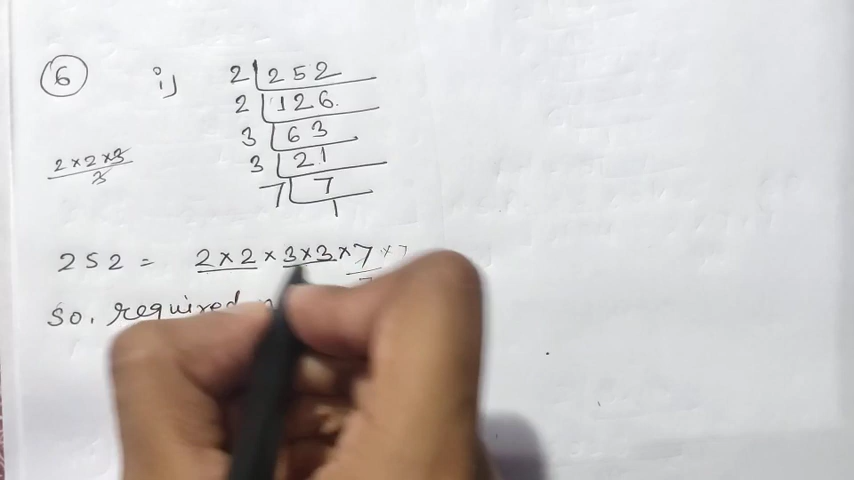 6 i)
2 | 252
2 | 126.
3 | 63
3 | 21
7 | 7
1
2 × 2 × 3
3
252 = 2 × 2 × 3 × 3 × 7 × 7
so. required